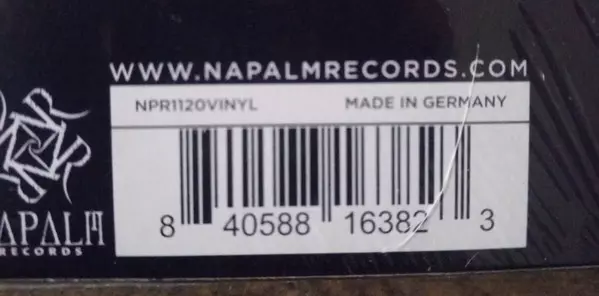 WWW.NAPALMRECORDS.COM
NPR1120VINYL MADE IN GERMANY
8 40588 16382 3
NAPALM
RECORDS